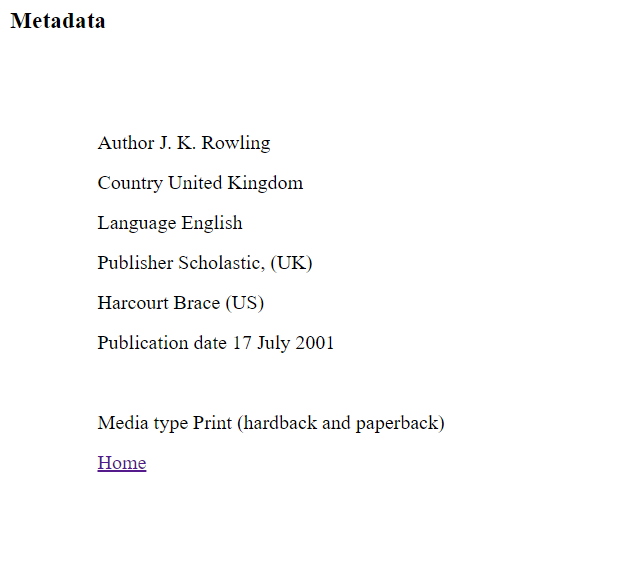 Metadata
Author J. K. Rowling
Country United Kingdom
Language English
Publisher Scholastic, (UK)
Harcourt Brace (US)
Publication date 17 July 2001
Media type Print (hardback and paperback)
Home